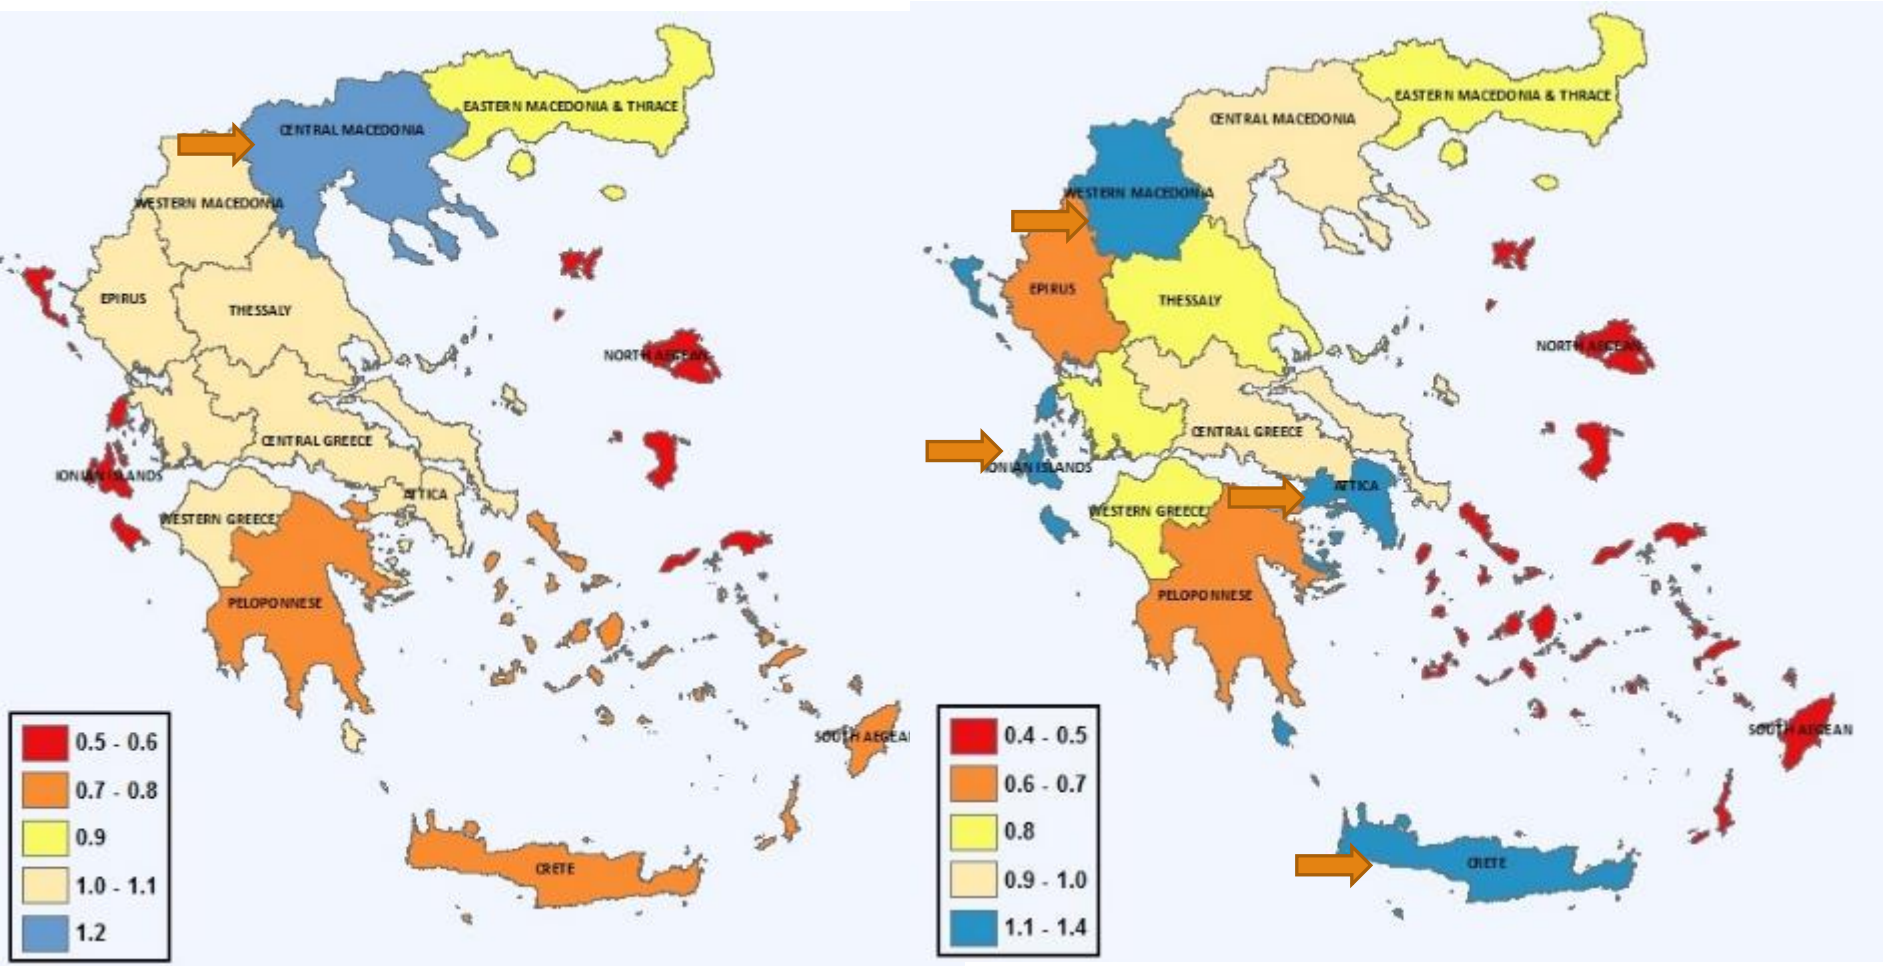 EASTERN MACEDONIA & THRACE
CENTRAL MACEDONIA
WESTERN MACEDONIA
EPIRUS
THESSALY
NORTH AEGEAN
CENTRAL GREECE
IONIAN ISLANDS
ATTICA
WESTERN GREECE
PELOPONNESE
SOUTH AEGEAN
CRETE
0.5 - 0.6
0.7 - 0.8
0.9
1.0 - 1.1
1.2
EASTERN MACEDONIA & THRACE
CENTRAL MACEDONIA
WESTERN MACEDONIA
EPIRUS
THESSALY
NORTH AEGEAN
CENTRAL GREECE
IONIAN ISLANDS
ATTICA
WESTERN GREECE
PELOPONNESE
SOUTH AEGEAN
CRETE
0.4 - 0.5
0.6 - 0.7
0.8
0.9 - 1.0
1.1 - 1.4